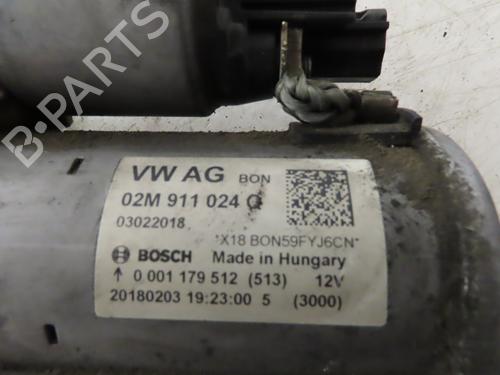 B-PARTS
VW AG BON
02M 911 024
03022018
*X18 BON59FYJ6CN*
BOSCH Made in Hungary
0 001 179 512 (513) 12V
20180203 19:23:00 5 (3000)